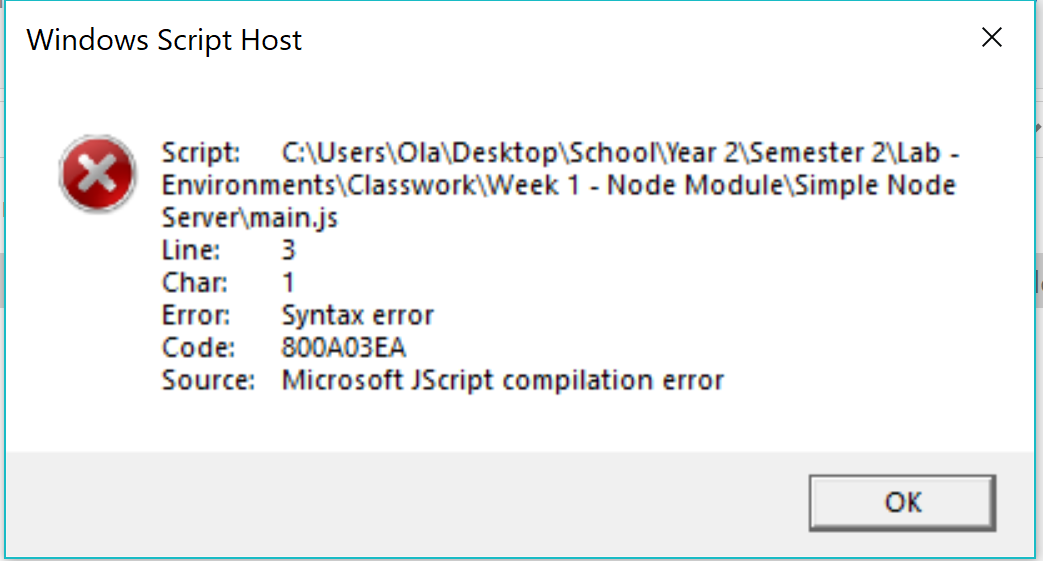 Windows Script Host
Script: C:\Users\Ola\Desktop\School\Year 2\Semester 2\Lab -
Environments\Classwork\Week 1 - Node Module\Simple Node
Server\main.js
Line: 3
Char: 1
Error: Syntax error
Code: 800A03EA
Source: Microsoft JScript compilation error
OK